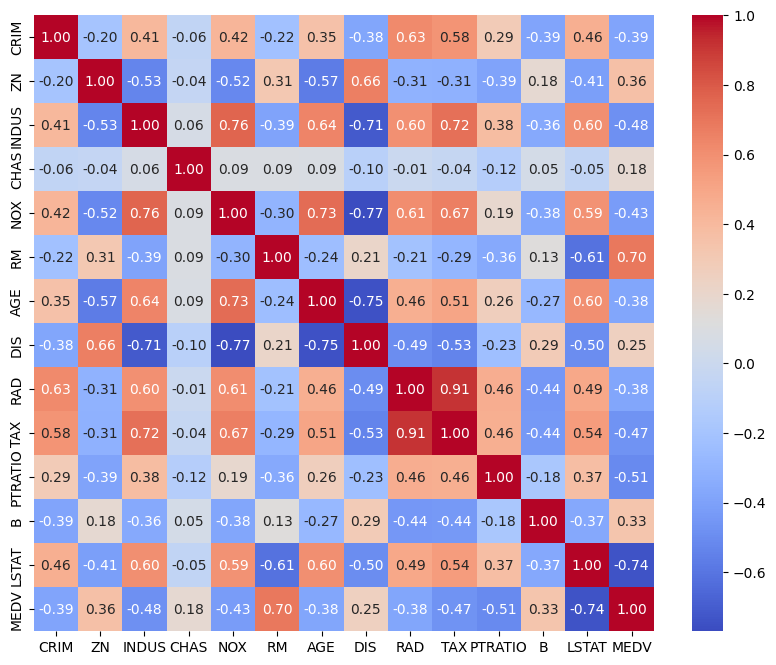 CRIM 1.00 -0.20 0.41 -0.06 0.42 -0.22 0.35 -0.38 0.63 0.58 0.29 -0.39 0.46 -0.39
ZN -0.20 1.00 -0.53 -0.04 -0.52 0.31 -0.57 0.66 -0.31 -0.31 -0.39 0.18 -0.41 0.36
INDUS 0.41 -0.53 1.00 0.06 0.76 -0.39 0.64 -0.71 0.60 0.72 0.38 -0.36 0.60 -0.48
CHAS -0.06 -0.04 0.06 1.00 0.09 0.09 0.09 -0.10 -0.01 -0.04 -0.12 0.05 -0.05 0.18
NOX 0.42 -0.52 0.76 0.09 1.00 -0.30 0.73 -0.77 0.61 0.67 0.19 -0.38 0.59 -0.43
RM -0.22 0.31 -0.39 0.09 -0.30 1.00 -0.24 0.21 -0.21 -0.29 -0.36 0.13 -0.61 0.70
AGE 0.35 -0.57 0.64 0.09 0.73 -0.24 1.00 -0.75 0.46 0.51 0.26 -0.27 0.60 -0.38
DIS -0.38 0.66 -0.71 -0.10 -0.77 0.21 -0.75 1.00 -0.49 -0.53 -0.23 0.29 -0.50 0.25
RAD 0.63 -0.31 0.60 -0.01 0.61 -0.21 0.46 -0.49 1.00 0.91 0.46 -0.44 0.49 -0.38
TAX 0.58 -0.31 0.72 -0.04 0.67 -0.29 0.51 -0.53 0.91 1.00 0.46 -0.44 0.54 -0.47
PTRATIO 0.29 -0.39 0.38 -0.12 0.19 -0.36 0.26 -0.23 0.46 0.46 1.00 -0.18 0.37 -0.51
B -0.39 0.18 -0.36 0.05 -0.38 0.13 -0.27 0.29 -0.44 -0.44 -0.18 1.00 -0.37 0.33
LSTAT 0.46 -0.41 0.60 -0.05 0.59 -0.61 0.60 -0.50 0.49 0.54 0.37 -0.37 1.00 -0.74
MEDV -0.39 0.36 -0.48 0.18 -0.43 0.70 -0.38 0.25 -0.38 -0.47 -0.51 0.33 -0.74 1.00
CRIM ZN INDUS CHAS NOX RM AGE DIS RAD TAX PTRATIO B LSTAT MEDV
1.0
0.8
0.6
0.4
0.2
0.0
−0.2
−0.4
−0.6